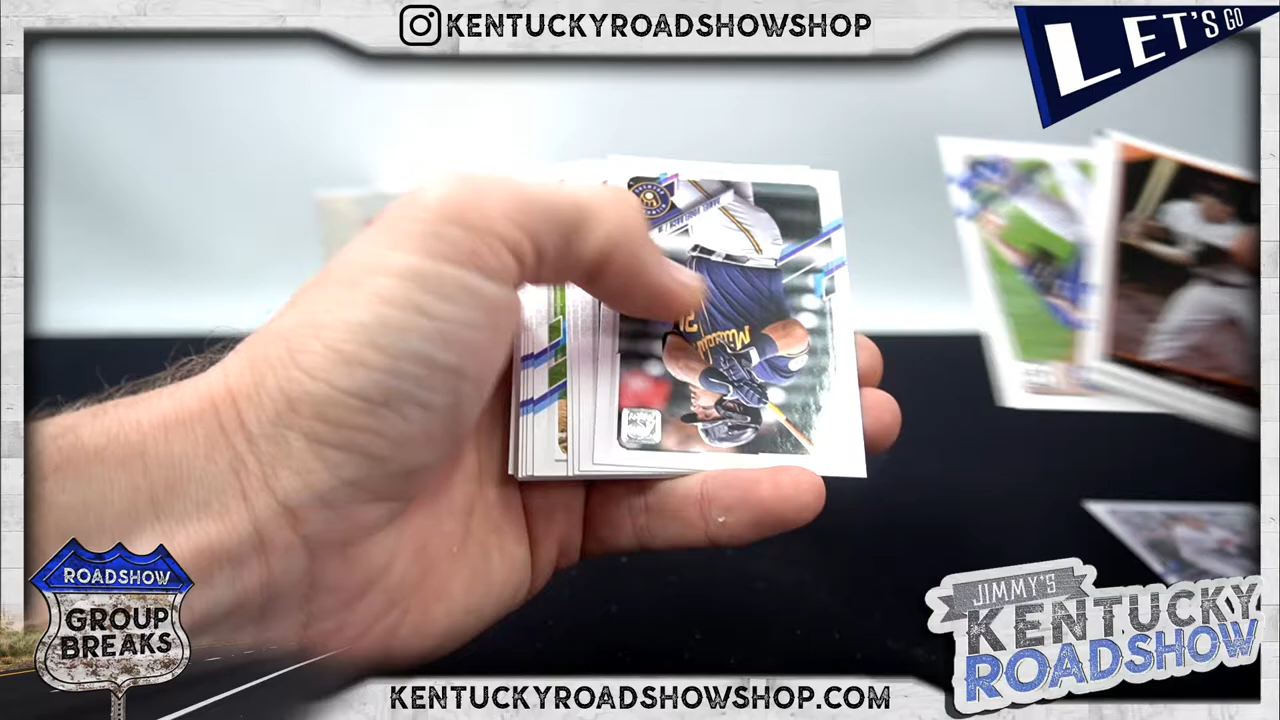 KENTUCKYROADSHOWSHOP
LET'S GO
ROADSHOW
GROUP
BREAKS
JIMMY'S
KENTUCKY
ROADSHOW
KENTUCKYROADSHOWSHOP.COM